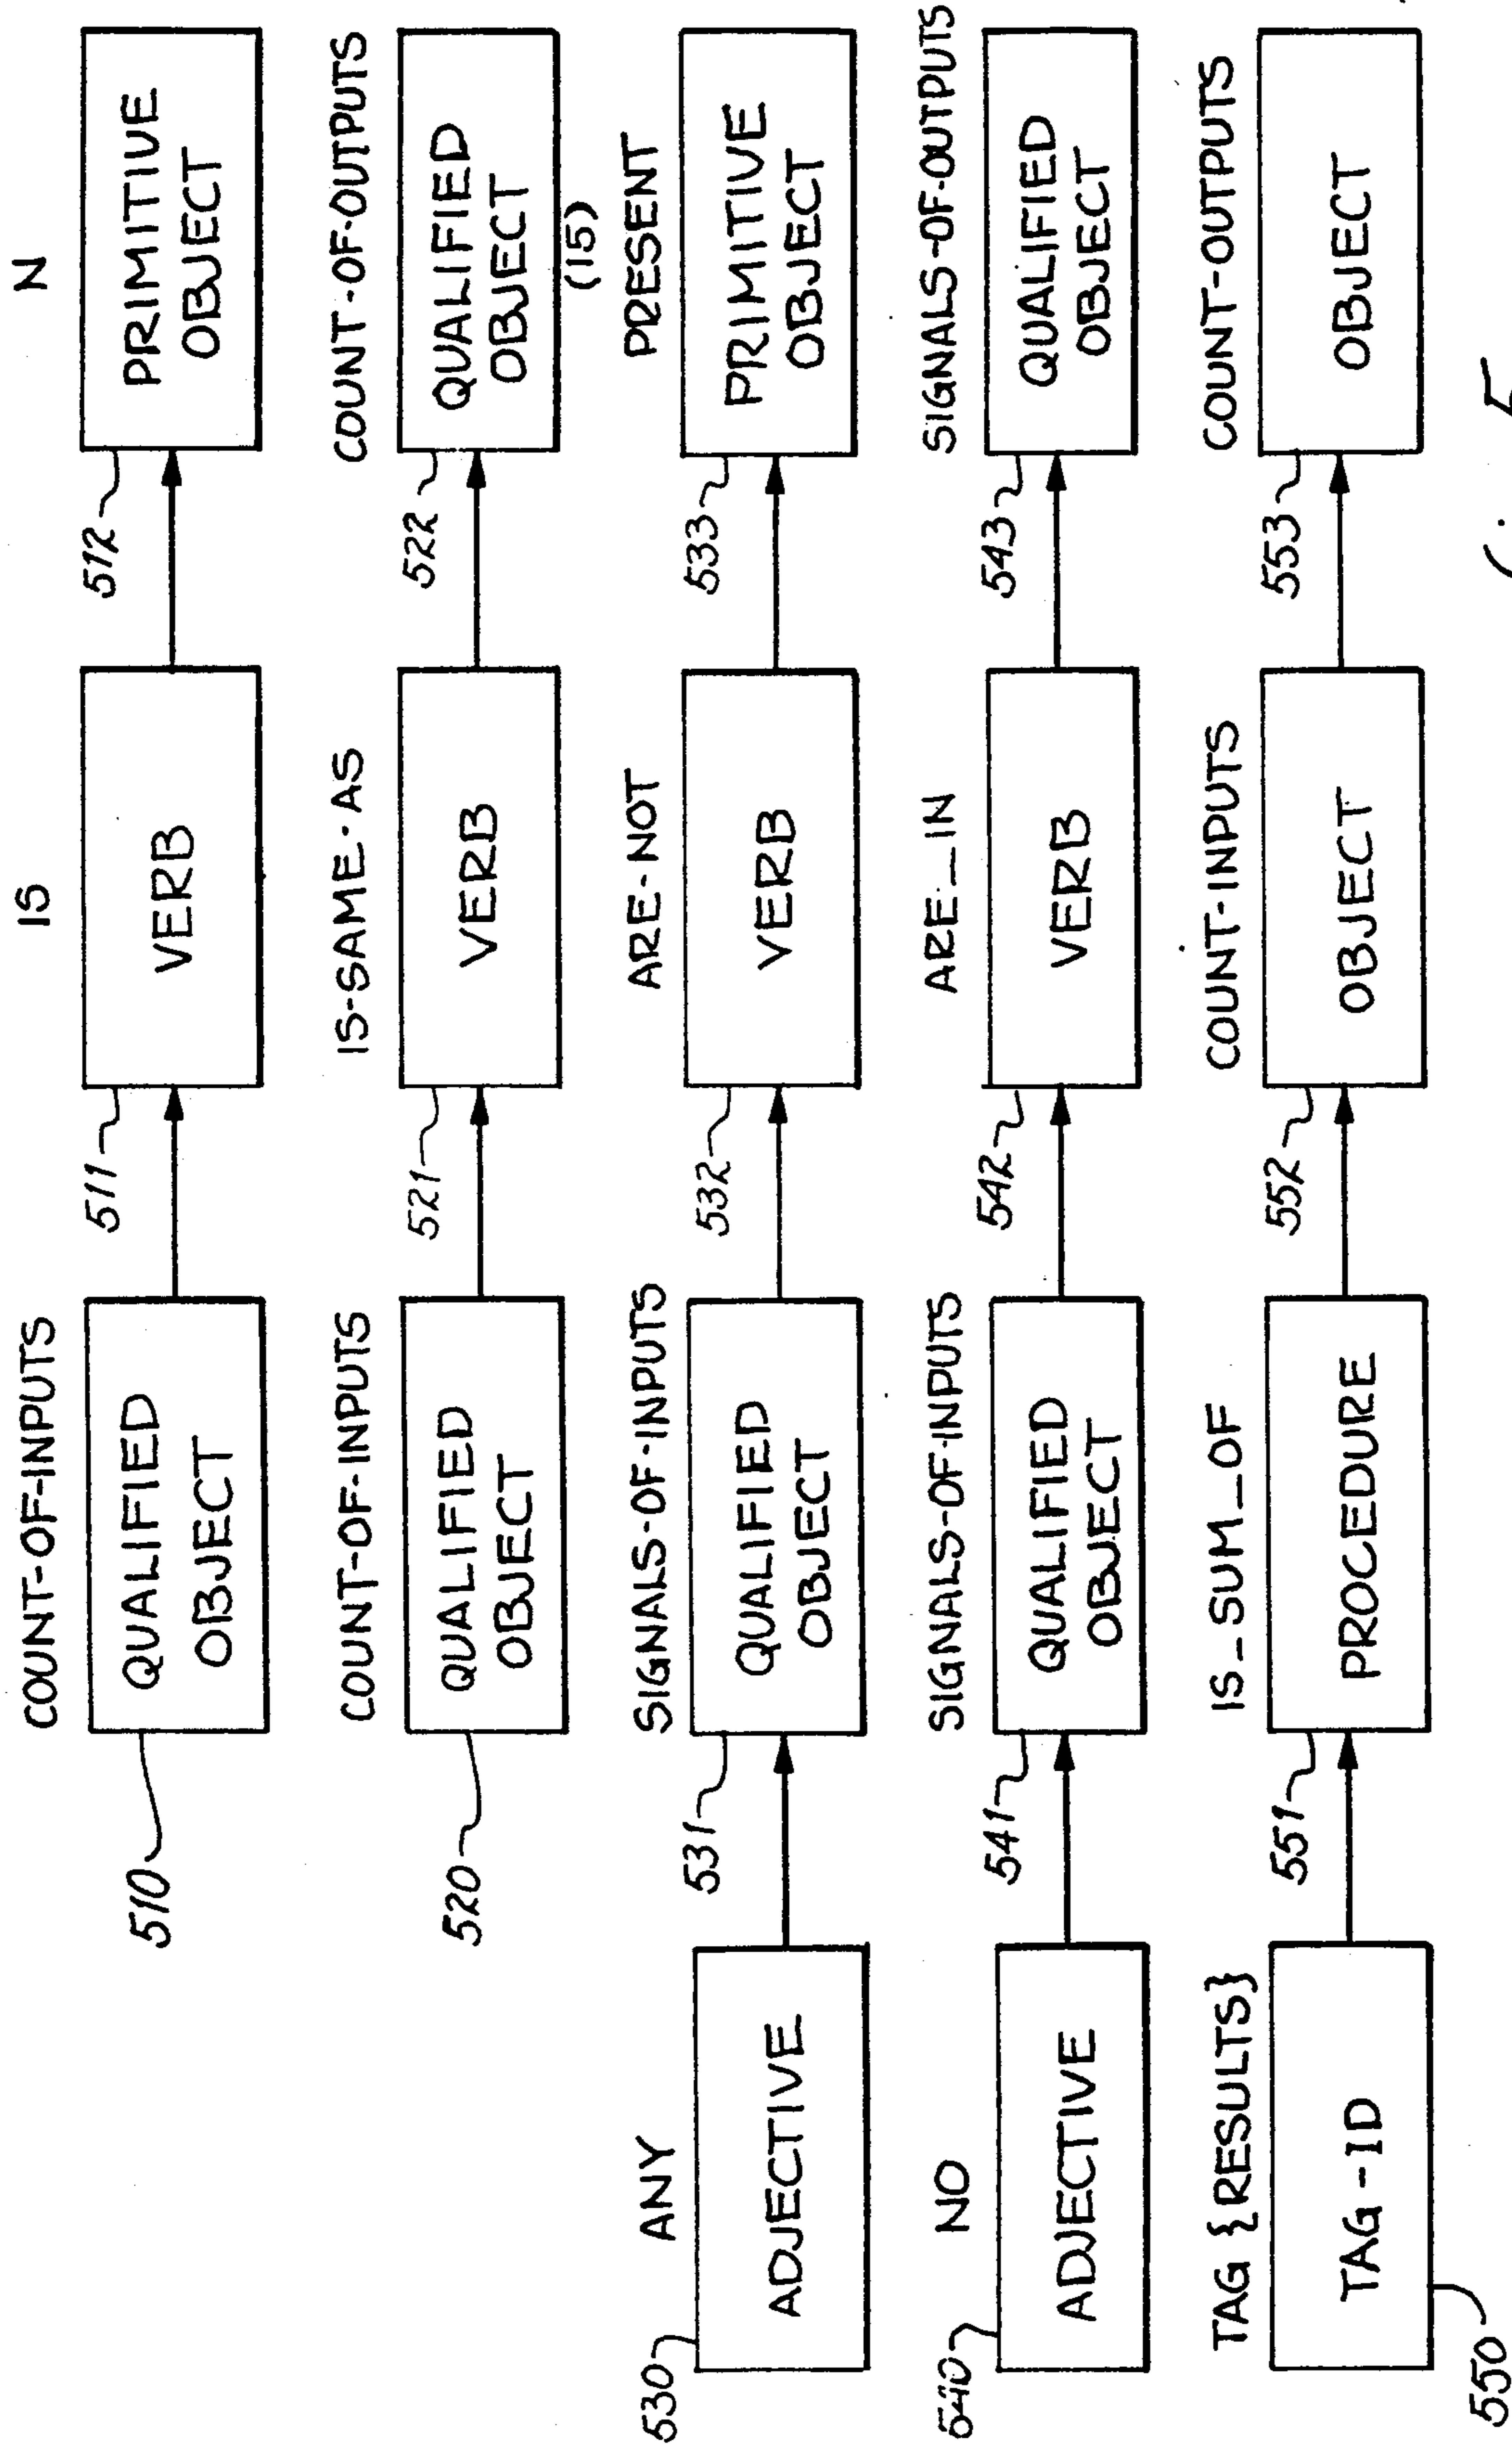 COUNT-OF-INPUTS IS N
510 QUALIFIED OBJECT 511 VERB 512 PRIMITIVE OBJECT
COUNT-OF-INPUTS IS-SAME-AS COUNT-OF-OUTPUTS
520 QUALIFIED OBJECT 521 VERB 522 QUALIFIED OBJECT
(15)
ANY SIGNALS-OF-INPUTS ARE-NOT PRESENT
530 ADJECTIVE 531 QUALIFIED OBJECT 532 VERB 533 PRIMITIVE OBJECT
NO SIGNALS-OF-INPUTS ARE_IN SIGNALS-OF-OUTPUTS
540 ADJECTIVE 541 QUALIFIED OBJECT 542 VERB 543 QUALIFIED OBJECT
TAG {RESULTS} IS_SUM_OF COUNT-INPUTS COUNT-OUTPUTS
550 TAG-ID 551 PROCEDURE 552 OBJECT 553 OBJECT